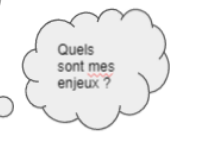 Quels
sont mes
enjeux ?